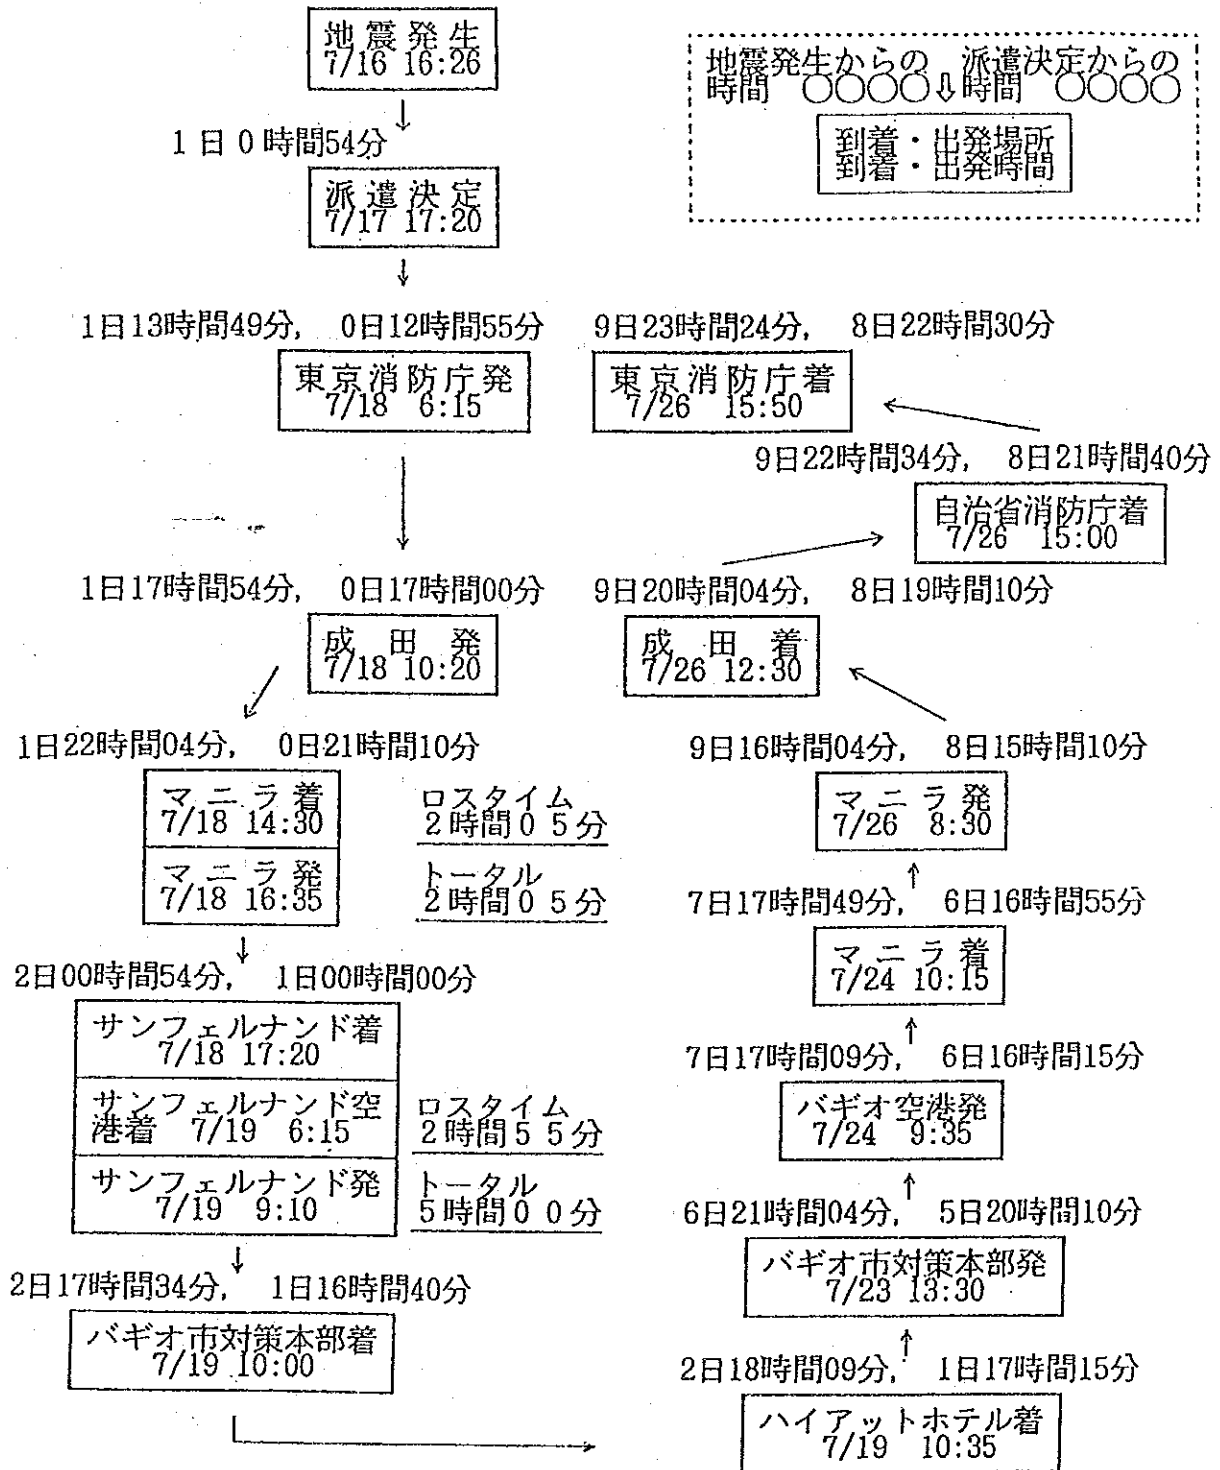 地震発生
7/16 16:26
地震発生からの 派遣決定からの
時間 ○○○○⇩時間 ○○○○
到着・出発場所
到着・出発時間
↓
1日0時間54分
派遣決定
7/17 17:20
↓
1日13時間49分, 0日12時間55分
東京消防庁発
7/18 6:15
↓
1日17時間54分, 0日17時間00分
成田発
7/18 10:20
1日22時間04分, 0日21時間10分
マニラ着
7/18 14:30
マニラ発
7/18 16:35
ロスタイム
2時間05分
トータル
2時間05分
↓
2日00時間54分, 1日00時間00分
サンフェルナンド着
7/18 17:20
サンフェルナンド空
港着 7/19 6:15
サンフェルナンド発
7/19 9:10
ロスタイム
2時間55分
トータル
5時間00分
↓
2日17時間34分, 1日16時間40分
バギオ市対策本部着
7/19 10:00
9日23時間24分, 8日22時間30分
東京消防庁着
7/26 15:50
9日22時間34分, 8日21時間40分
自治省消防庁着
7/26 15:00
9日20時間04分, 8日19時間10分
成田着
7/26 12:30
9日16時間04分, 8日15時間10分
マニラ発
7/26 8:30
↑
7日17時間49分, 6日16時間55分
マニラ着
7/24 10:15
↑
7日17時間09分, 6日16時間15分
バギオ空港発
7/24 9:35
↑
6日21時間04分, 5日20時間10分
バギオ市対策本部発
7/23 13:30
↑
2日18時間09分, 1日17時間15分
ハイアットホテル着
7/19 10:35